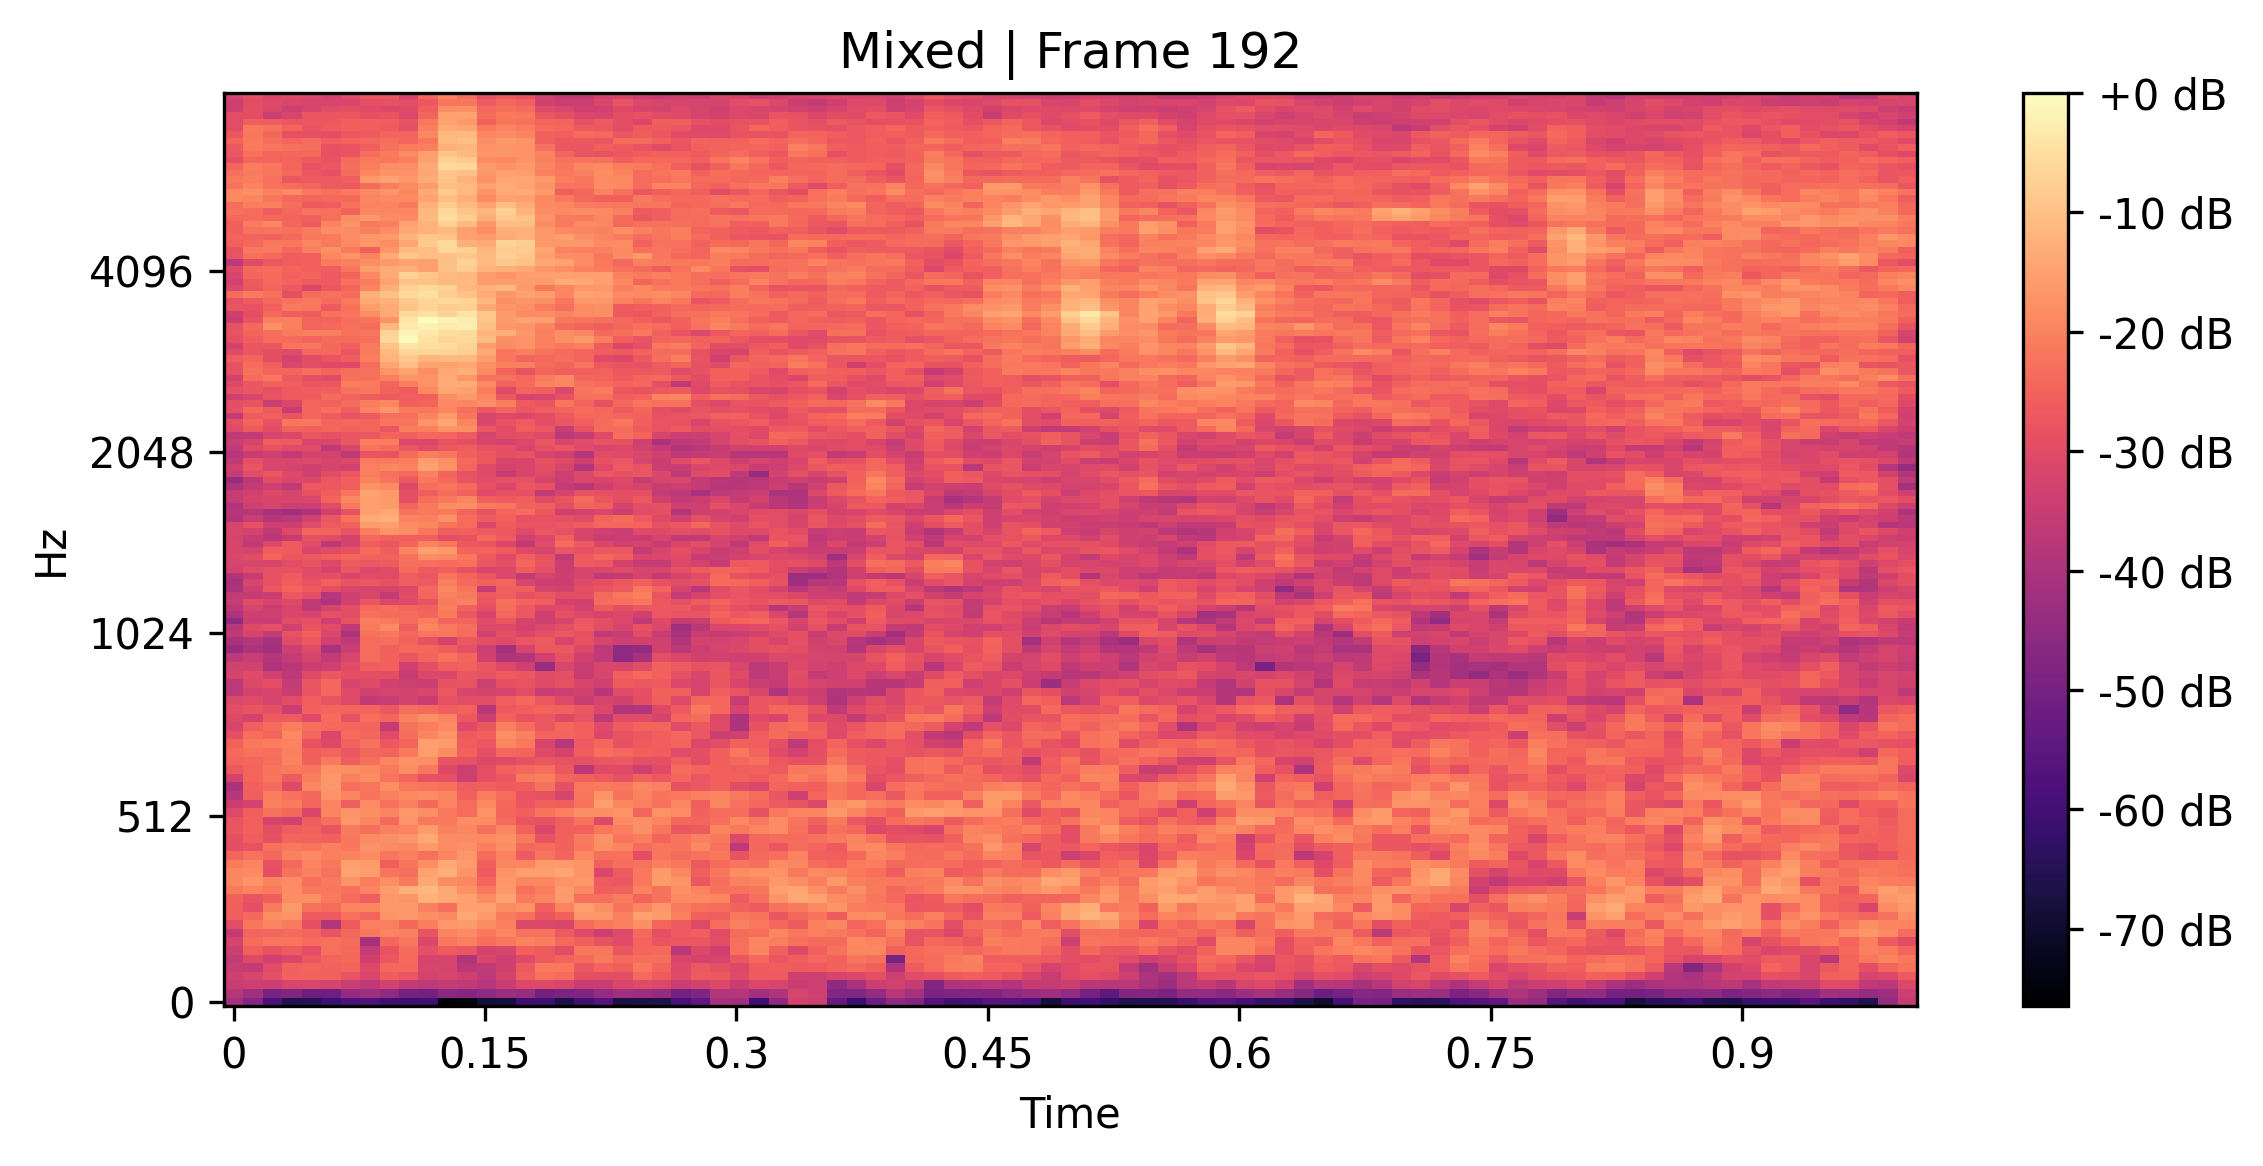 Mixed | Frame 192
Hz
4096
2048
1024
512
0
0 0.15 0.3 0.45 0.6 0.75 0.9
Time
+0 dB
-10 dB
-20 dB
-30 dB
-40 dB
-50 dB
-60 dB
-70 dB